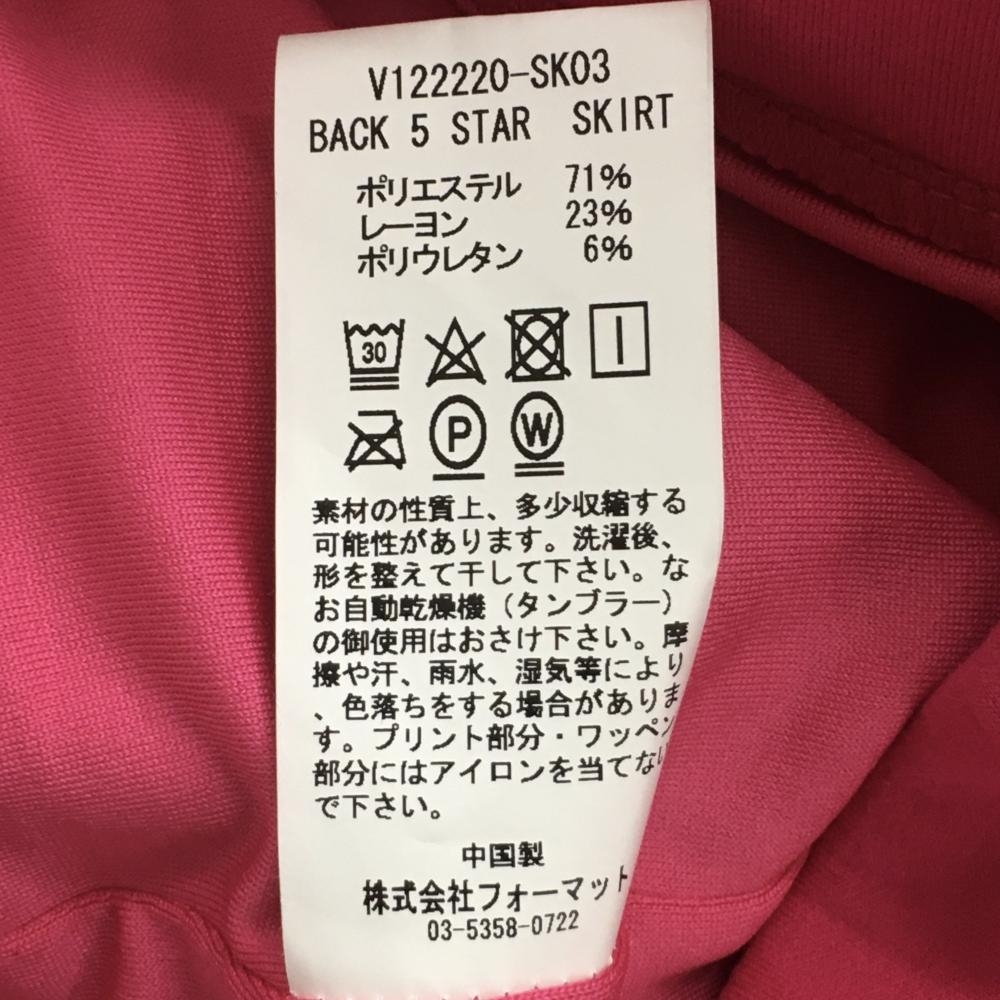 V122220-SK03
BACK 5 STAR SKIRT
ポリエステル 71%
レーヨン 23%
ポリウレタン 6%
30
P W
素材の性質上、多少収縮する
可能性があります。洗濯後、
形を整えて干して下さい。な
お自動乾燥機（タンブラー）
の御使用はおさけ下さい。摩
擦や汗、雨水、湿気等により
、色落ちをする場合がありま
す。プリント部分・ワッペン
部分にはアイロンを当てない
で下さい。
中国製
株式会社フォーマット
03-5358-0722